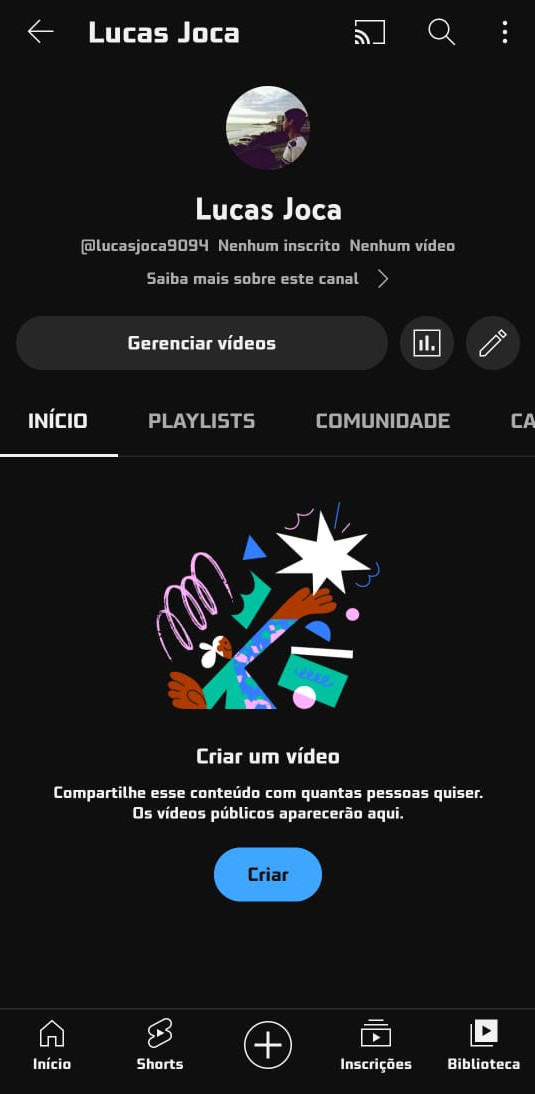 Lucas Joca
Lucas Joca
@lucasjoca9094 Nenhum inscrito Nenhum vídeo
Saiba mais sobre este canal
Gerenciar vídeos
INÍCIO PLAYLISTS COMUNIDADE CA
Criar um vídeo
Compartilhe esse conteúdo com quantas pessoas quiser.
Os vídeos públicos aparecerão aqui.
Criar
Início Shorts Inscrições Biblioteca